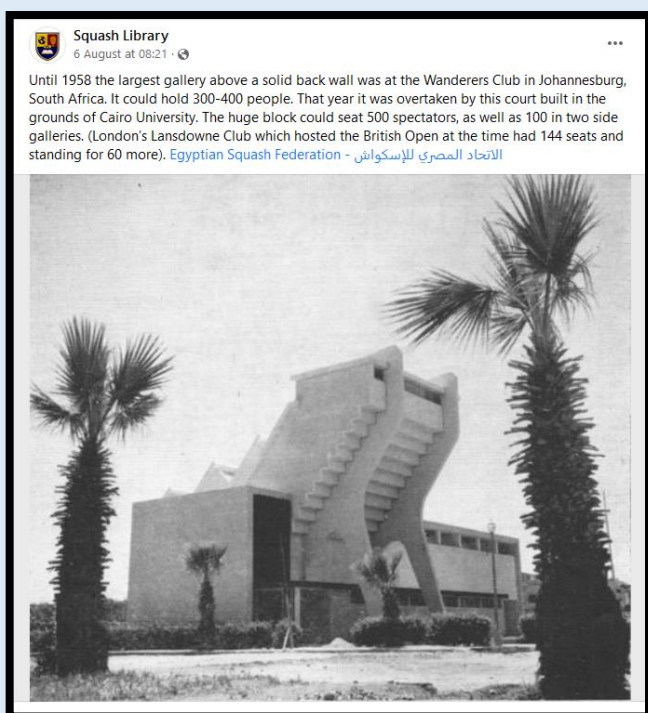 Squash Library
6 August at 08:21 ·
Until 1958 the largest gallery above a solid back wall was at the Wanderers Club in Johannesburg,
South Africa. It could hold 300-400 people. That year it was overtaken by this court built in the
grounds of Cairo University. The huge block could seat 500 spectators, as well as 100 in two side
galleries. (London's Lansdowne Club which hosted the British Open at the time had 144 seats and
standing for 60 more). Egyptian Squash Federation - الاتحاد المصري للإسكواش